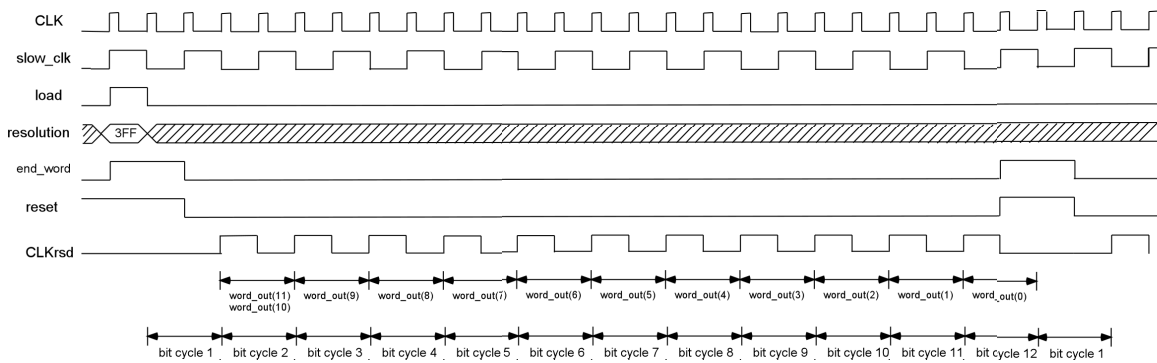 CLK
slow_clk
load
resolution 3FF
end_word
reset
CLKrsd
word_out(11) word_out(9) word_out(8) word_out(7) word_out(6) word_out(5) word_out(4) word_out(3) word_out(2) word_out(1) word_out(0)
word_out(10)
bit cycle 1 bit cycle 2 bit cycle 3 bit cycle 4 bit cycle 5 bit cycle 6 bit cycle 7 bit cycle 8 bit cycle 9 bit cycle 10 bit cycle 11 bit cycle 12 bit cycle 1